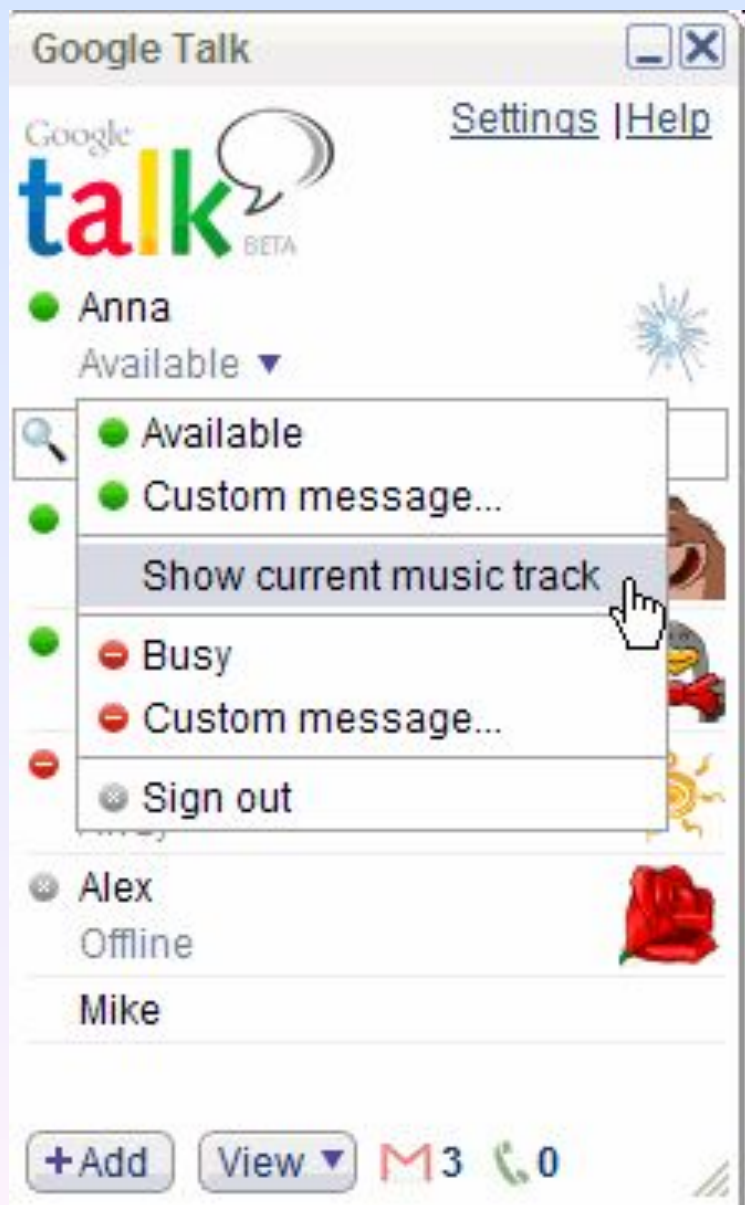 Google Talk
Settings | Help
Google
talk
BETA
Anna
Available
Available
Custom message...
Show current music track
Busy
Custom message...
Sign out
Alex
Offline
Mike
+Add View 3 0